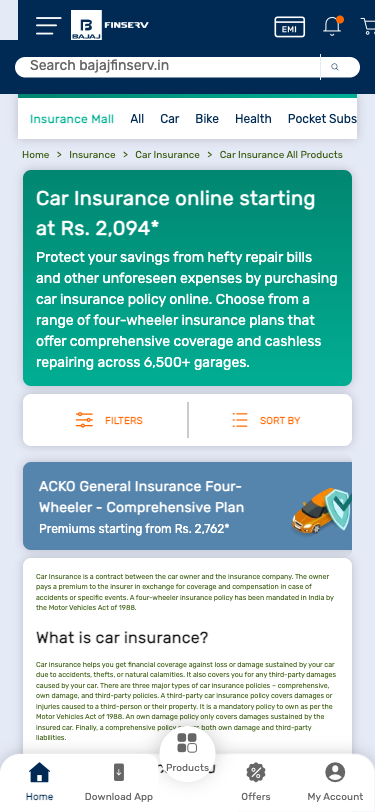 BAJAJ
FINSERV
EMI
Search bajajfinserv.in
Insurance Mall All Car Bike Health Pocket Subs
Home > Insurance > Car Insurance > Car Insurance All Products
Car Insurance online starting
at Rs. 2,094*
Protect your savings from hefty repair bills
and other unforeseen expenses by purchasing
car insurance policy online. Choose from a
range of four-wheeler insurance plans that
offer comprehensive coverage and cashless
repairing across 6,500+ garages.
FILTERS SORT BY
ACKO General Insurance Four-
Wheeler - Comprehensive Plan
Premiums starting from Rs. 2,762*
Car insurance is a contract between the car owner and the insurance company. The owner
pays a premium to the insurer in exchange for coverage and compensation in case of
accidents or specific events. A four-wheeler insurance policy has been mandated in India by
the Motor Vehicles Act of 1988.
What is car insurance?
Car insurance helps you get financial coverage against loss or damage sustained by your car
due to accidents, thefts, or natural calamities. It also covers you for any third-party damages
caused by your car. There are three major types of car insurance policies – comprehensive,
own damage, and third-party policies. A third-party car insurance policy covers damages or
injuries caused to a third-person or their property. It is a mandatory policy to own as per the
Motor Vehicles Act of 1988. An own damage policy only covers damages sustained by the
insured car. Finally, a comprehensive policy both own damage and third-party
liabilities.
Products
Home Download App Offers My Account